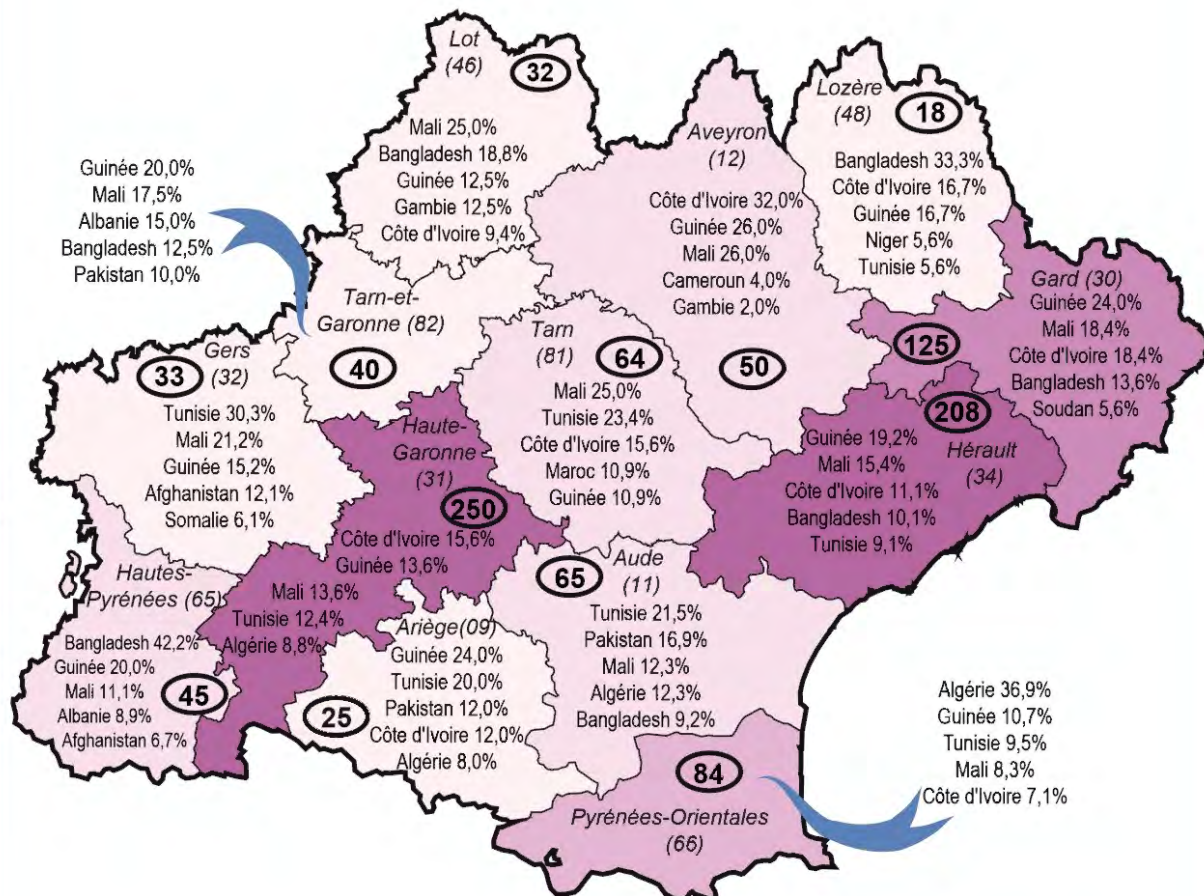 Lot
(46)
32
Mali 25,0%
Bangladesh 18,8%
Guinée 12,5%
Gambie 12,5%
Côte d'Ivoire 9,4%
Aveyron
(12)
Côte d'Ivoire 32,0%
Guinée 26,0%
Mali 26,0%
Cameroun 4,0%
Gambie 2,0%
50
Lozère
(48)
18
Bangladesh 33,3%
Côte d'Ivoire 16,7%
Guinée 16,7%
Niger 5,6%
Tunisie 5,6%
Guinée 20,0%
Mali 17,5%
Albanie 15,0%
Bangladesh 12,5%
Pakistan 10,0%
Tarn-et-
Garonne (82)
40
Gard (30)
Guinée 24,0%
Mali 18,4%
Côte d'Ivoire 18,4%
Bangladesh 13,6%
Soudan 5,6%
125
Gers
(32)
33
Tunisie 30,3%
Mali 21,2%
Guinée 15,2%
Afghanistan 12,1%
Somalie 6,1%
Tarn
(81)
64
Mali 25,0%
Tunisie 23,4%
Côte d'Ivoire 15,6%
Maroc 10,9%
Guinée 10,9%
Haute-
Garonne
(31)
250
Côte d'Ivoire 15,6%
Guinée 13,6%
Mali 13,6%
Tunisie 12,4%
Algérie 8,8%
208
Hérault
(34)
Guinée 19,2%
Mali 15,4%
Côte d'Ivoire 11,1%
Bangladesh 10,1%
Tunisie 9,1%
Hautes-
Pyrénées (65)
Bangladesh 42,2%
Guinée 20,0%
Mali 11,1%
Albanie 8,9%
Afghanistan 6,7%
45
Ariège(09)
Guinée 24,0%
Tunisie 20,0%
Pakistan 12,0%
Côte d'Ivoire 12,0%
Algérie 8,0%
25
Aude
(11)
65
Tunisie 21,5%
Pakistan 16,9%
Mali 12,3%
Algérie 12,3%
Bangladesh 9,2%
84
Pyrénées-Orientales
(66)
Algérie 36,9%
Guinée 10,7%
Tunisie 9,5%
Mali 8,3%
Côte d'Ivoire 7,1%